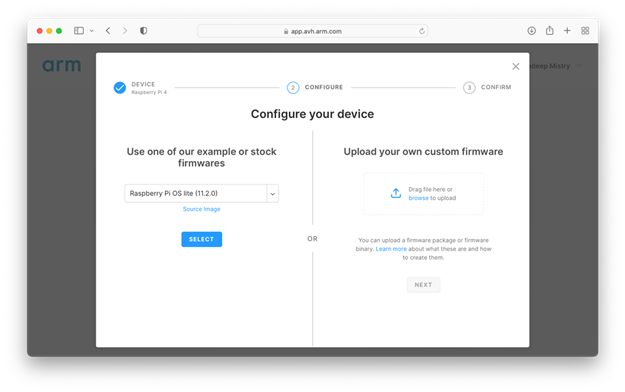 app.avh.arm.com
arm
deep Mistry
DEVICE
Raspberry Pi 4
2
CONFIGURE
3
CONFIRM
Configure your device
Use one of our example or stock
firmwares
Raspberry Pi OS lite (11.2.0)
Source Image
SELECT
OR
Upload your own custom firmware
Drag file here or
browse to upload
You can upload a firmware package or firmware
binary. Learn more about what these are and how
to create them.
NEXT